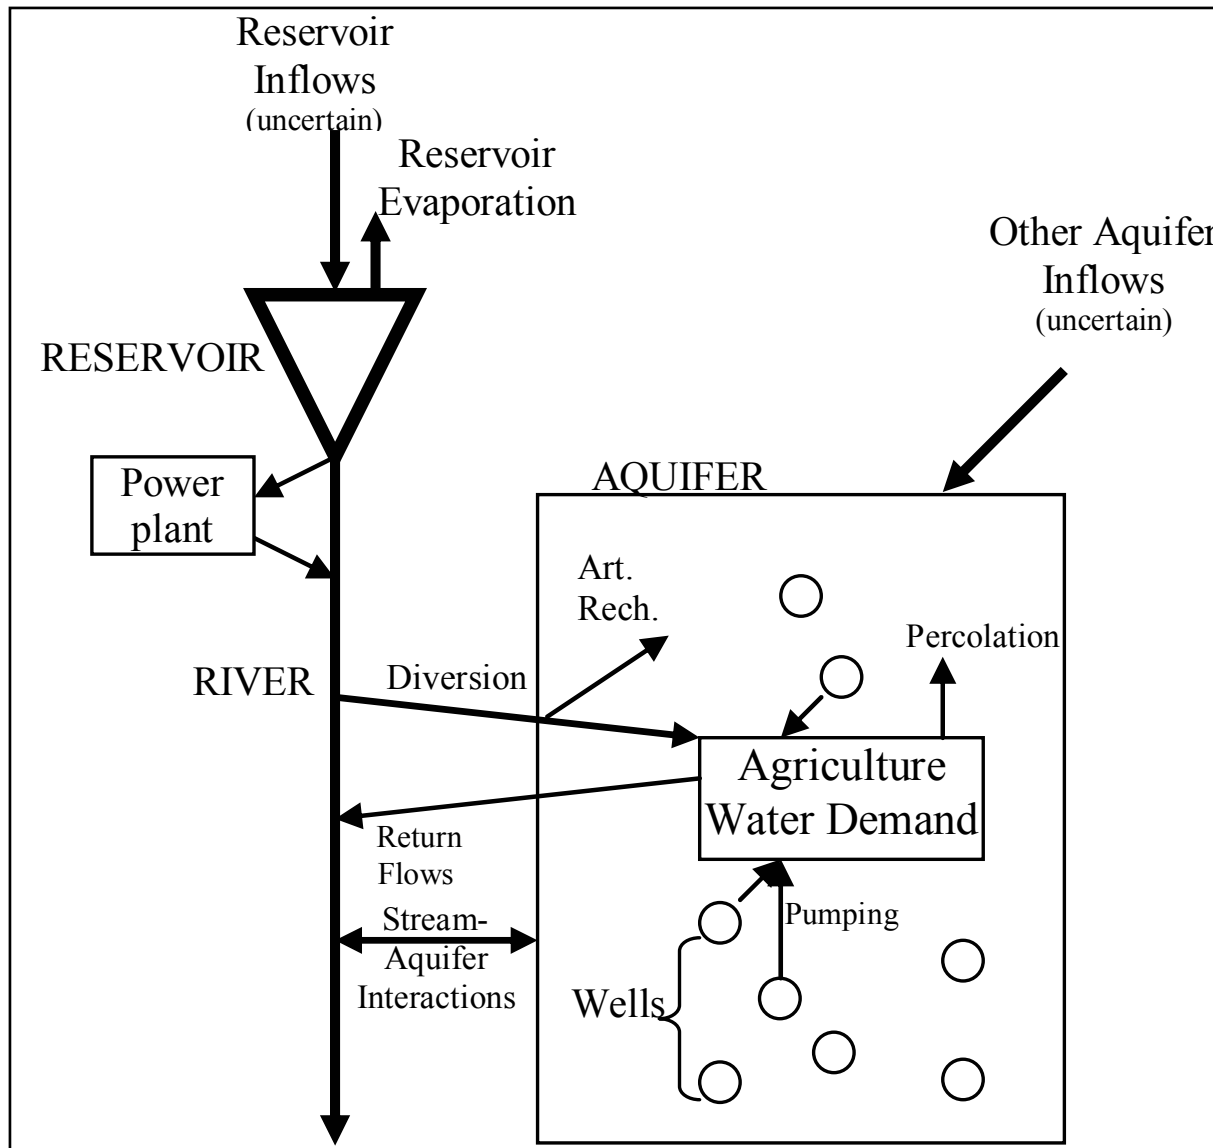 Reservoir
Inflows
(uncertain)
Reservoir
Evaporation
Other Aquifer
Inflows
(uncertain)
RESERVOIR
Power
plant
AQUIFER
Art.
Rech.
Percolation
Diversion
RIVER
Agriculture
Water Demand
Return
Flows
Stream-
Aquifer
Interactions
Pumping
Wells